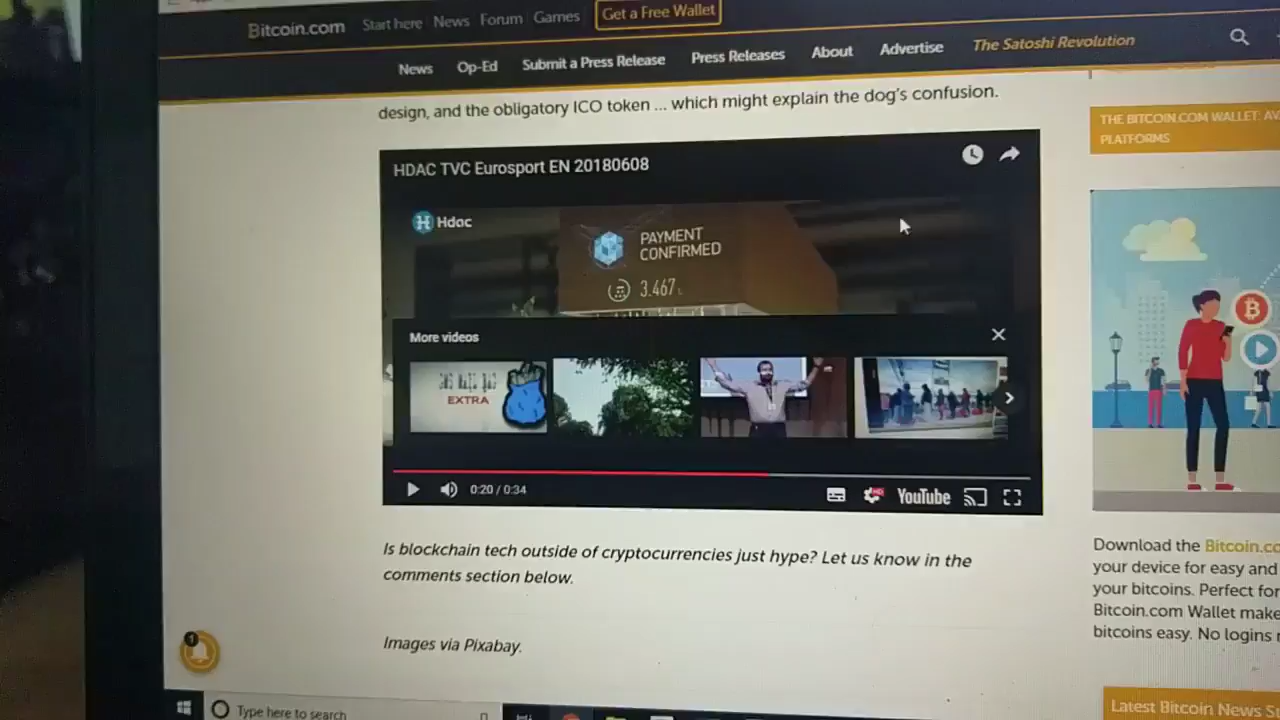 Bitcoin.com Start here News Forum Games Get a Free Wallet
News Op-Ed Submit a Press Release Press Releases About Advertise The Satoshi Revolution
design, and the obligatory ICO token ... which might explain the dog's confusion.
THE BITCOIN.COM WALLET:
PLATFORMS
HDAC TVC Eurosport EN 20180608
Hdac
PAYMENT
CONFIRMED
3.467
More videos
EXTRA
0:20 / 0:34
HD
YouTube
Is blockchain tech outside of cryptocurrencies just hype? Let us know in the
comments section below.
Images via Pixabay.
Download the Bitcoin.co
your device for easy and
your bitcoins. Perfect for
Bitcoin.com Wallet make
bitcoins easy. No logins
1
Latest Bitcoin News
Type here to search